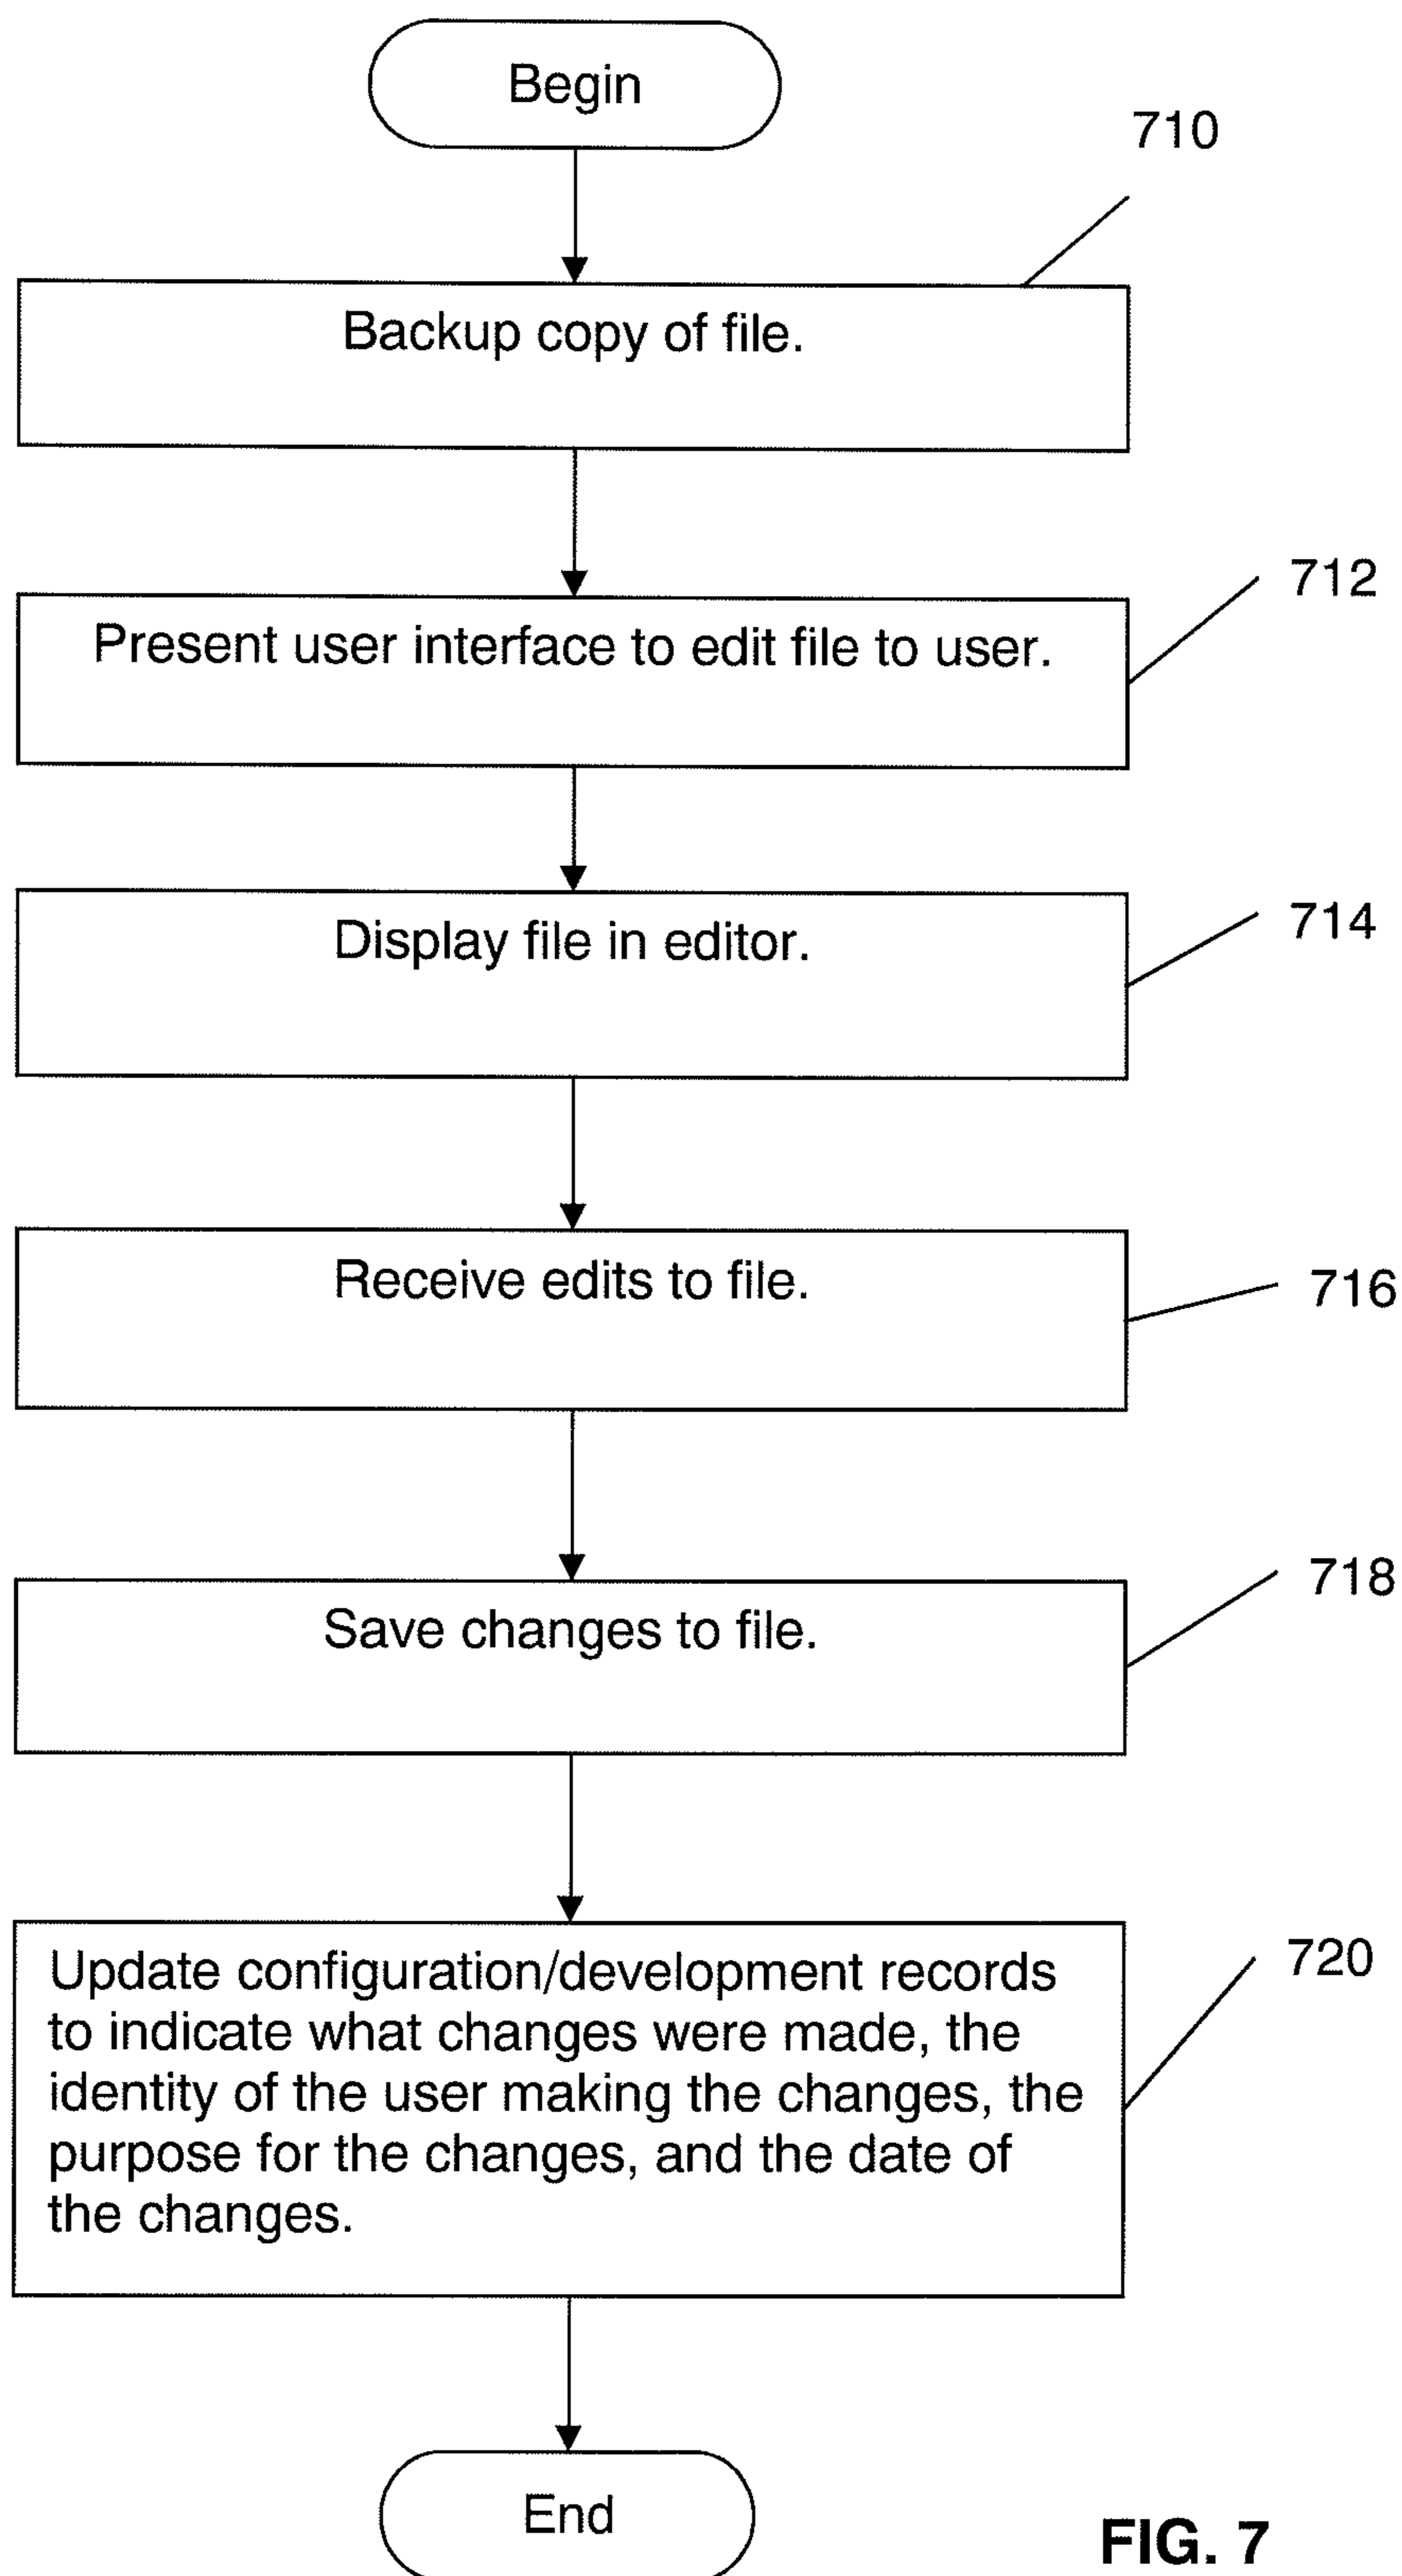 Begin
710
Backup copy of file.
712
Present user interface to edit file to user.
714
Display file in editor.
716
Receive edits to file.
718
Save changes to file.
720
Update configuration/development records
to indicate what changes were made, the
identity of the user making the changes, the
purpose for the changes, and the date of
the changes.
End
FIG. 7